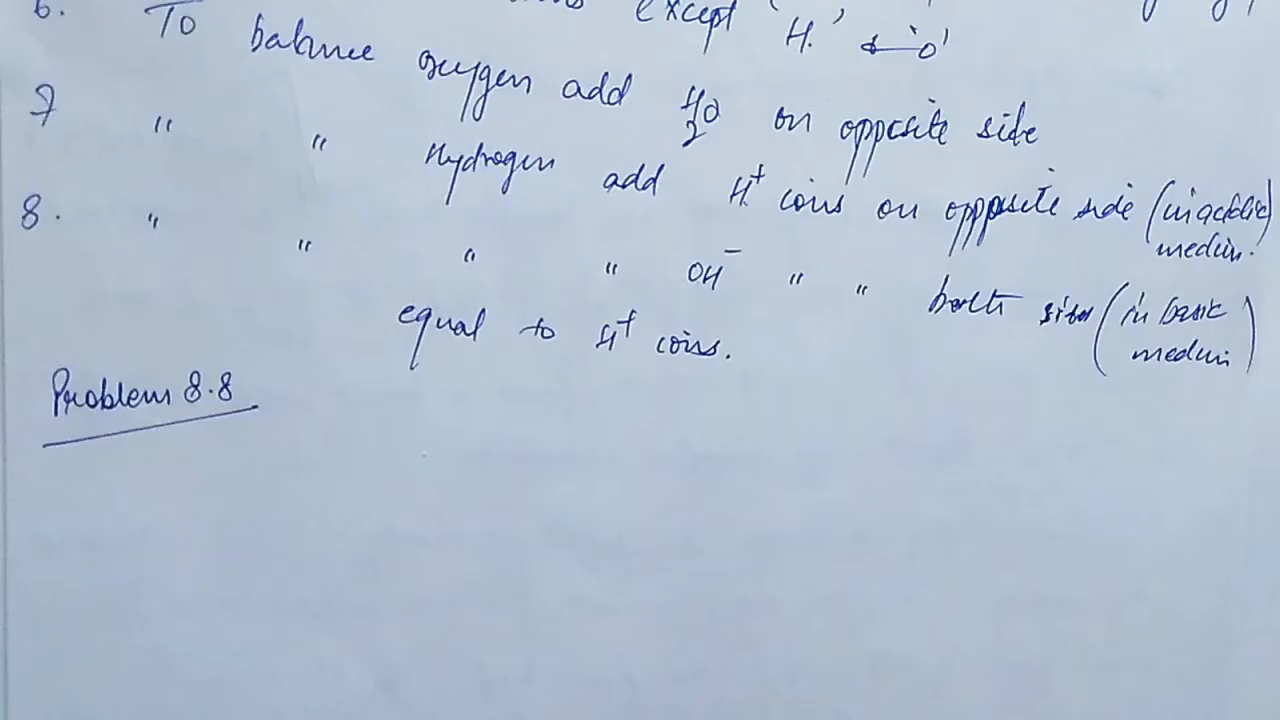 except 'H' & 'O'
6. To balance oxygen add H2O on opposite side
7 " " Hydrogen add H+ ions on opposite side (in acidic medium.
8. " " " " OH- " " both sides (in basic medium)
equal to H+ ions.
Problem 8.8